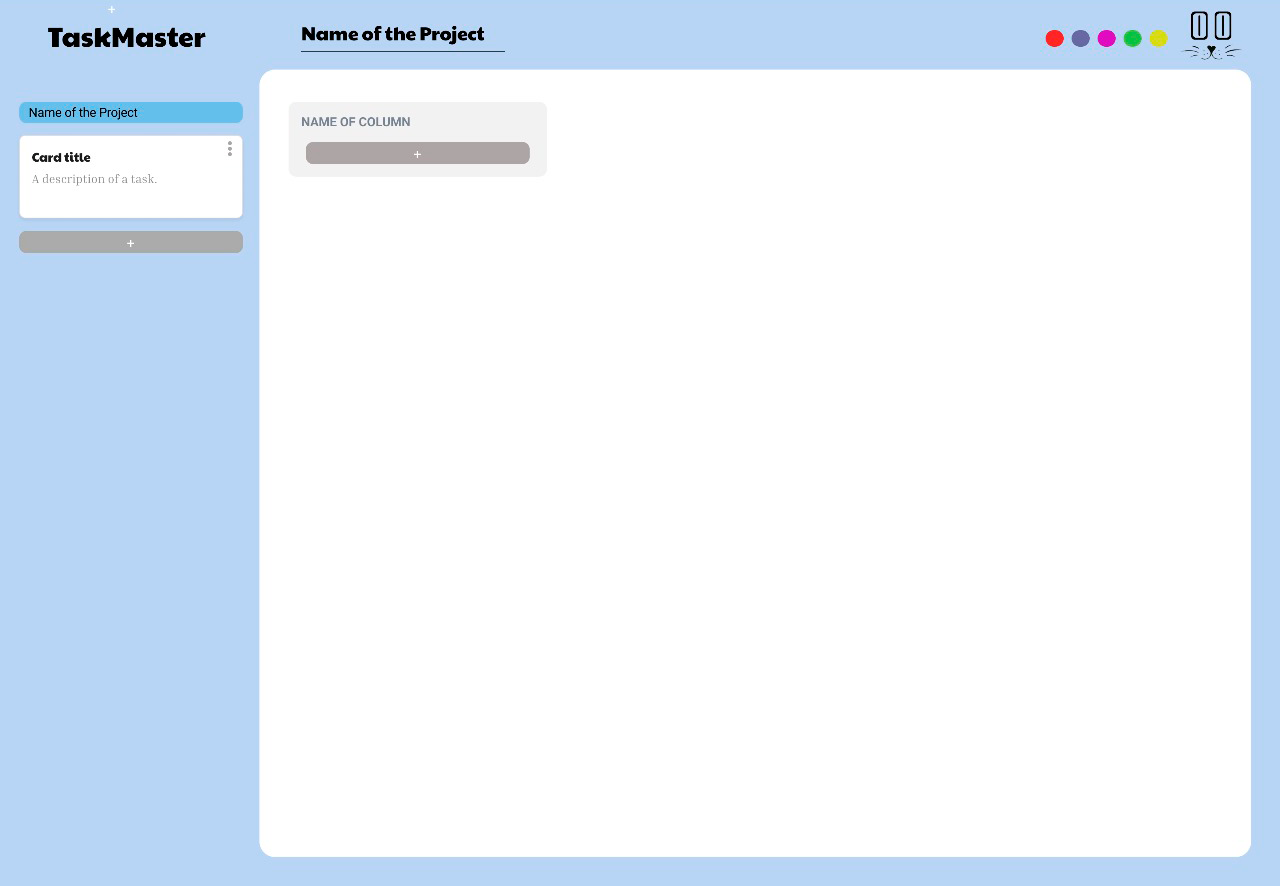 +
TaskMaster
Name of the Project
Name of the Project
Card title
A description of a task.
+
NAME OF COLUMN
+